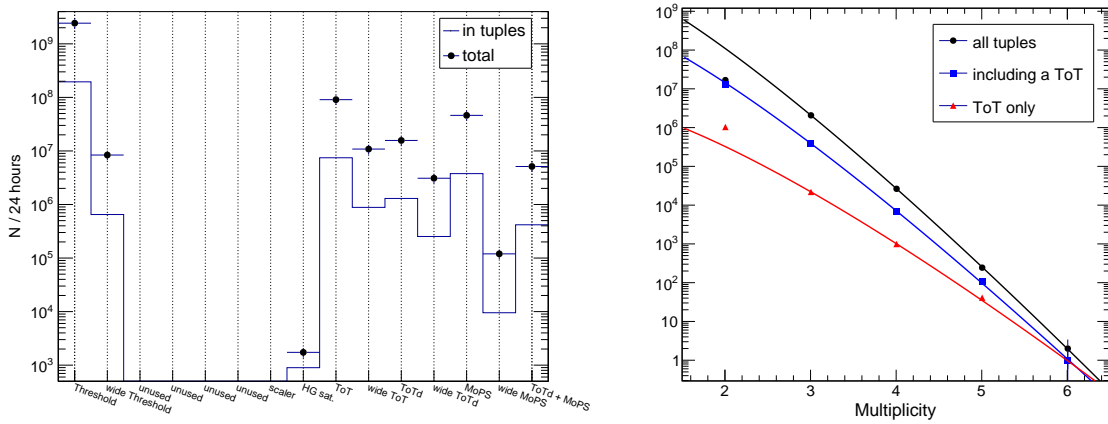 in tuples
total
N / 24 hours
10⁹
10⁸
10⁷
10⁶
10⁵
10⁴
10³
Threshold
wide Threshold
unused
unused
unused
unused
scaler
HG sat.
ToT
wide ToT
ToTd
wide ToTd
MoPS
wide MoPS
ToTd + MoPS
all tuples
including a ToT
ToT only
10⁹
10⁸
10⁷
10⁶
10⁵
10⁴
10³
10²
10
1
2 3 4 5 6
Multiplicity